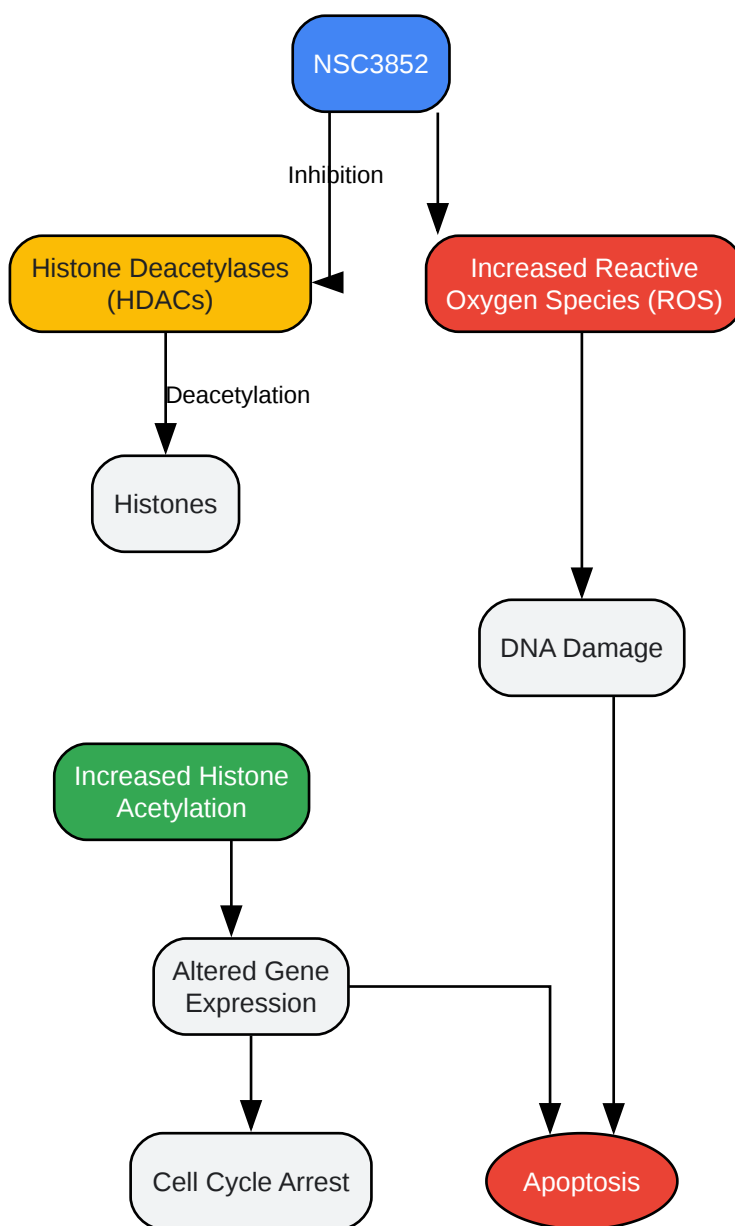 NSC3852
Inhibition
Histone Deacetylases
(HDACs)
Increased Reactive
Oxygen Species (ROS)
Deacetylation
Histones
DNA Damage
Increased Histone
Acetylation
Altered Gene
Expression
Cell Cycle Arrest
Apoptosis